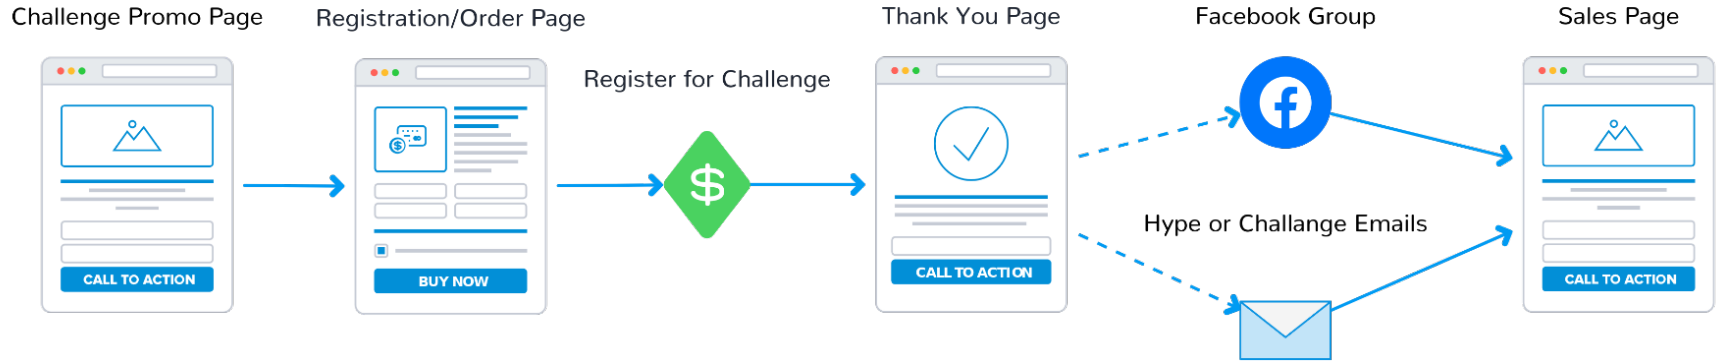 Challenge Promo Page
Registration/Order Page
Thank You Page
Facebook Group
Sales Page
Register for Challenge
$
$
Hype or Challange Emails
CALL TO ACTION
BUY NOW
CALL TO ACTION
CALL TO ACTION